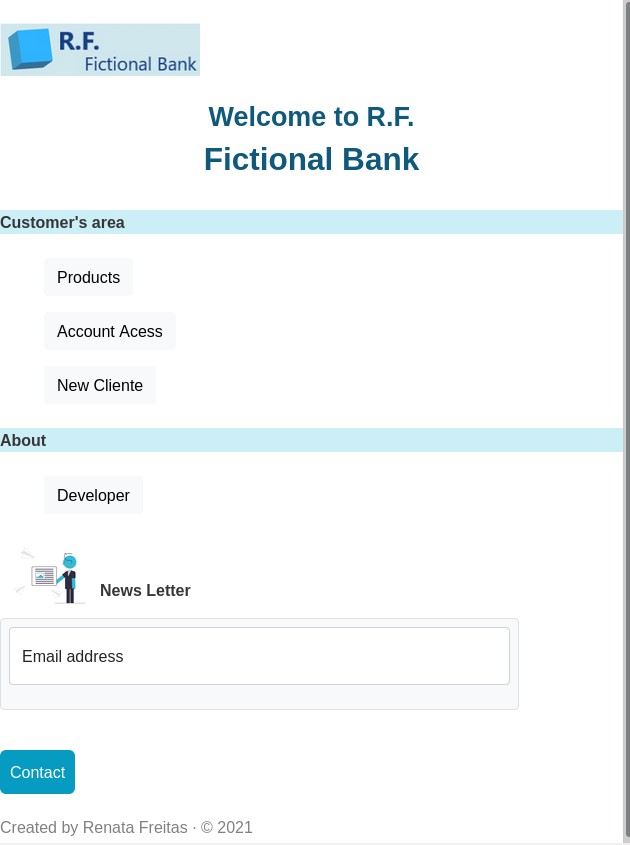 R.F.
Fictional Bank
Welcome to R.F.
Fictional Bank
Customer's area
Products
Account Acess
New Cliente
About
Developer
News Letter
Email address
Contact
Created by Renata Freitas · © 2021